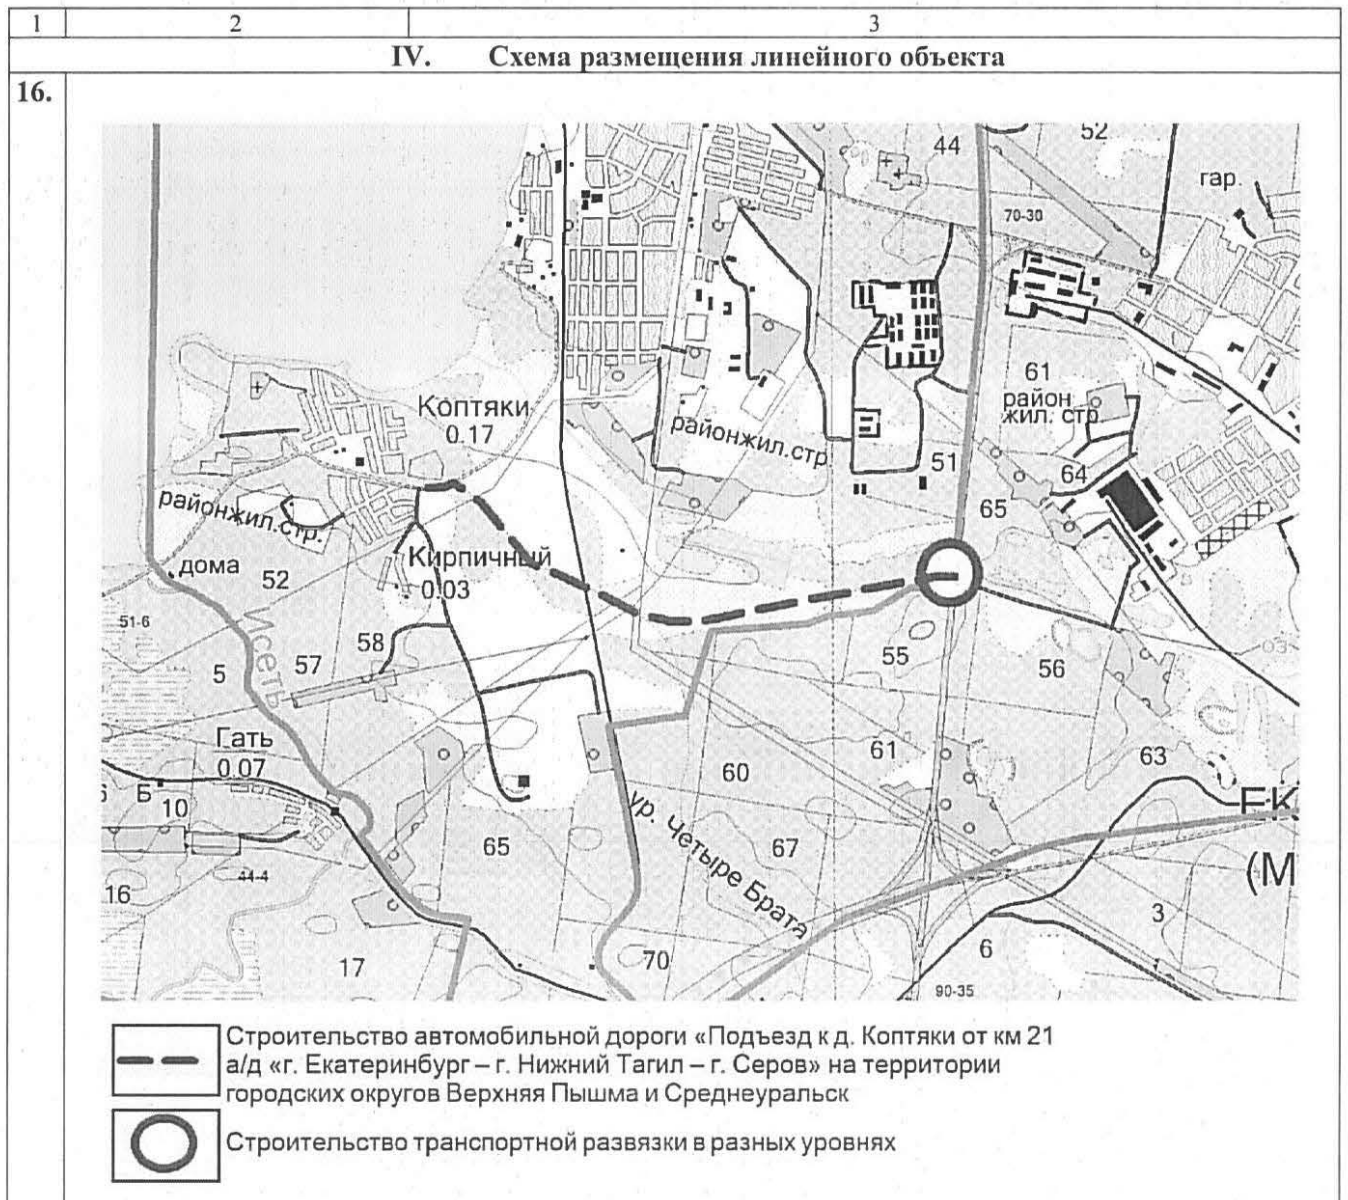 1 2 3
IV. Схема размещения линейного объекта
16.
44
52
гар.
70-30
61
район
жил. стр.
Коптяки
0.17
районжил.стр
51
64
65
районжил.стр.
дома
52
Кирпичный
0.03
51-6
58
57
5
Исеть
55
56
Гать
0.07
61
60
63
Б
10
ур. Четыре Брата
67
65
ЕК
(М
44-4
16
3
17
70
6
90-35
Строительство автомобильной дороги «Подъезд к д. Коптяки от км 21
а/д «г. Екатеринбург – г. Нижний Тагил – г. Серов» на территории
городских округов Верхняя Пышма и Среднеуральск
Строительство транспортной развязки в разных уровнях